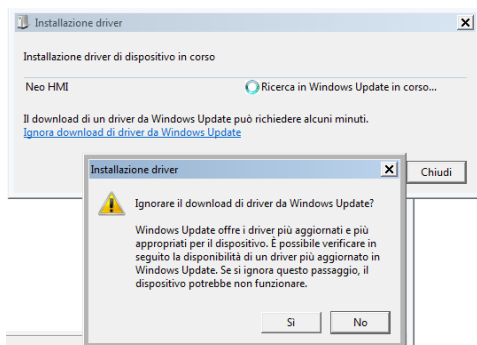 Installazione driver
Installazione driver di dispositivo in corso
Neo HMI
Ricerca in Windows Update in corso...
Il download di un driver da Windows Update può richiedere alcuni minuti.
Ignora download di driver da Windows Update
Chiudi
Installazione driver
Ignorare il download di driver da Windows Update?
Windows Update offre i driver più aggiornati e più
appropriati per il dispositivo. È possibile verificare in
seguito la disponibilità di un driver più aggiornato in
Windows Update. Se si ignora questo passaggio, il
dispositivo potrebbe non funzionare.
Sì
No